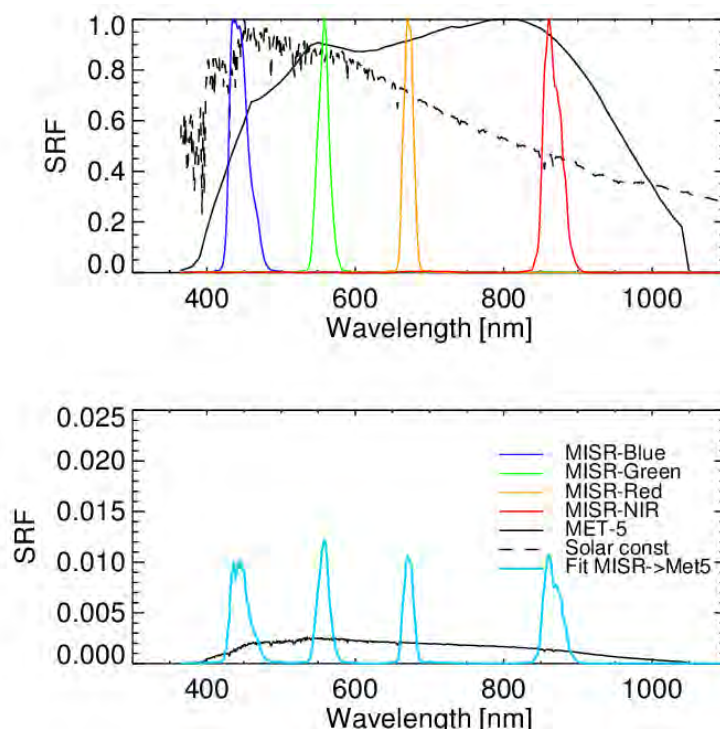 1.0
0.8
0.6
0.4
0.2
0.0
SRF
400 600 800 1000
Wavelength [nm]
0.025
0.020
0.015
0.010
0.005
0.000
SRF
MISR-Blue
MISR-Green
MISR-Red
MISR-NIR
MET-5
Solar const
Fit MISR->Met5
400 600 800 1000
Wavelength [nm]